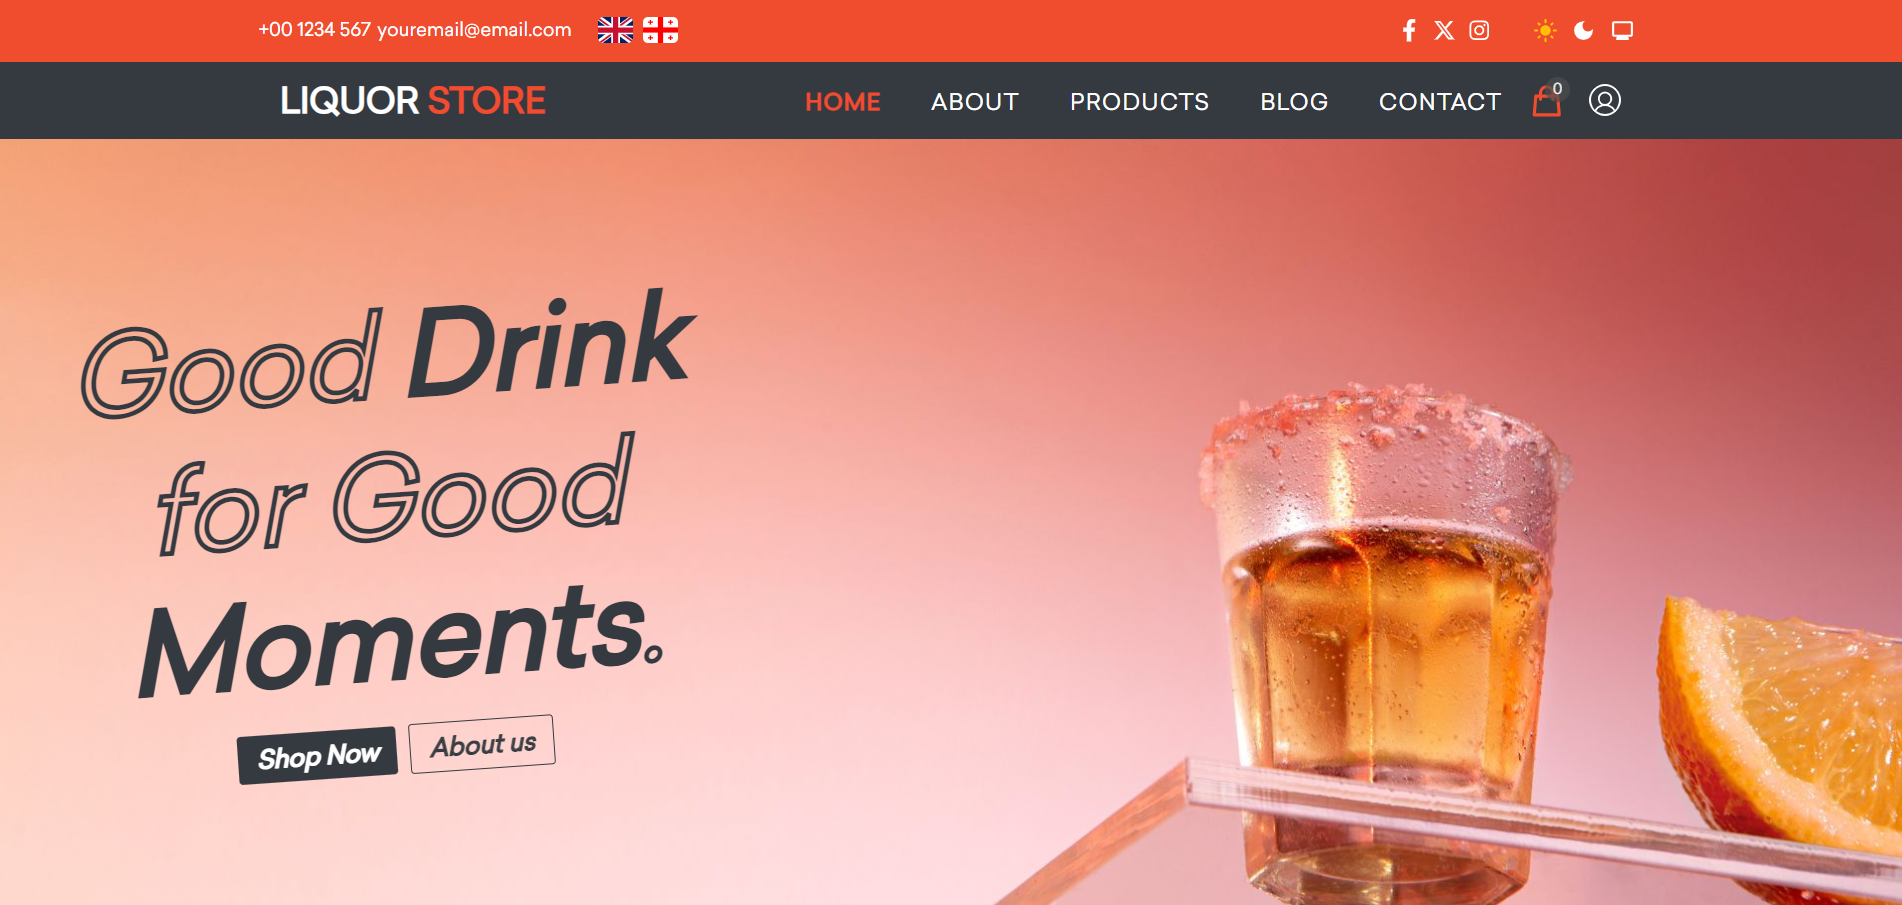 +00 1234 567 youremail@email.com
LIQUOR STORE HOME ABOUT PRODUCTS BLOG CONTACT 0
Good Drink
for Good
Moments.
Shop Now About us